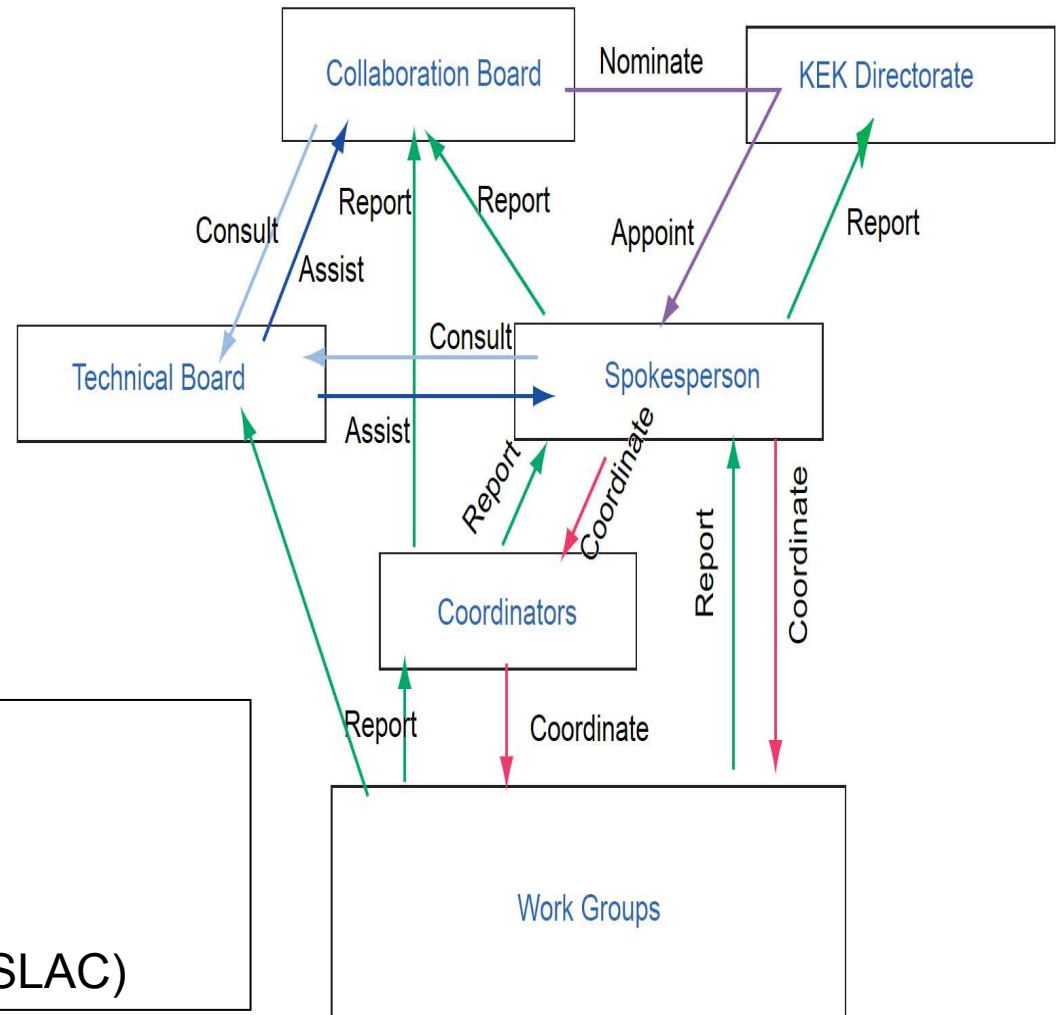 Collaboration Board
Nominate
KEK Directorate
Consult
Report
Report
Appoint
Report
Assist
Technical Board
Consult
Spokesperson
Assist
Report
Coordinate
Report
Coordinate
Coordinators
Report
Coordinate
Work Groups
SLAC)